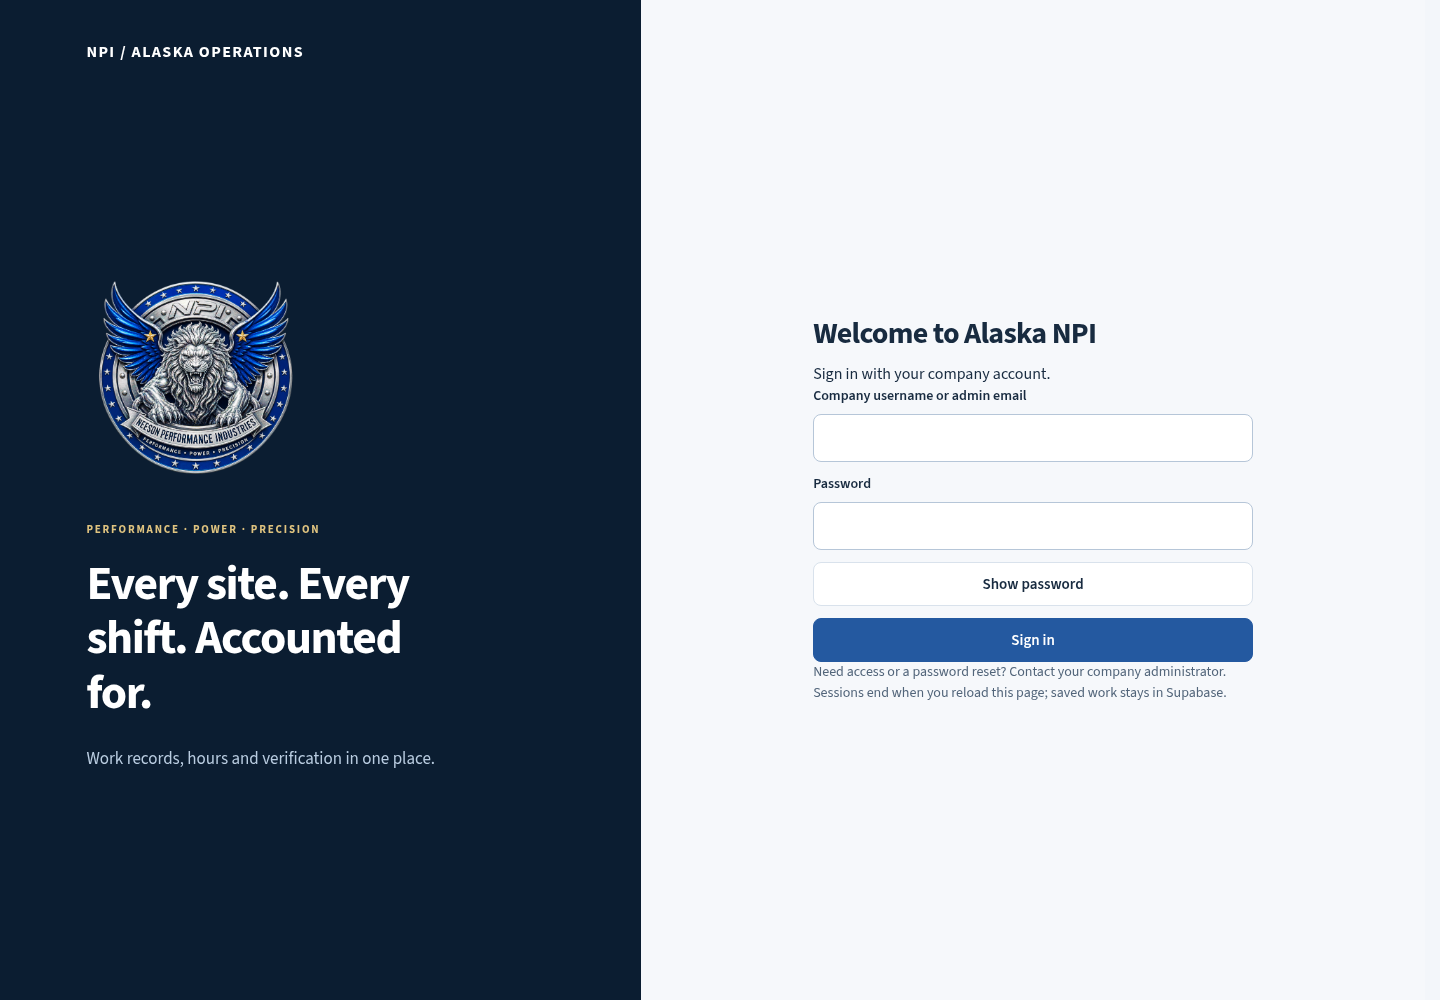 NPI / ALASKA OPERATIONS
NPI
NEESON PERFORMANCE INDUSTRIES
PERFORMANCE • POWER • PRECISION
PERFORMANCE · POWER · PRECISION
Every site. Every
shift. Accounted
for.
Work records, hours and verification in one place.
Welcome to Alaska NPI
Sign in with your company account.
Company username or admin email
Password
Show password
Sign in
Need access or a password reset? Contact your company administrator.
Sessions end when you reload this page; saved work stays in Supabase.